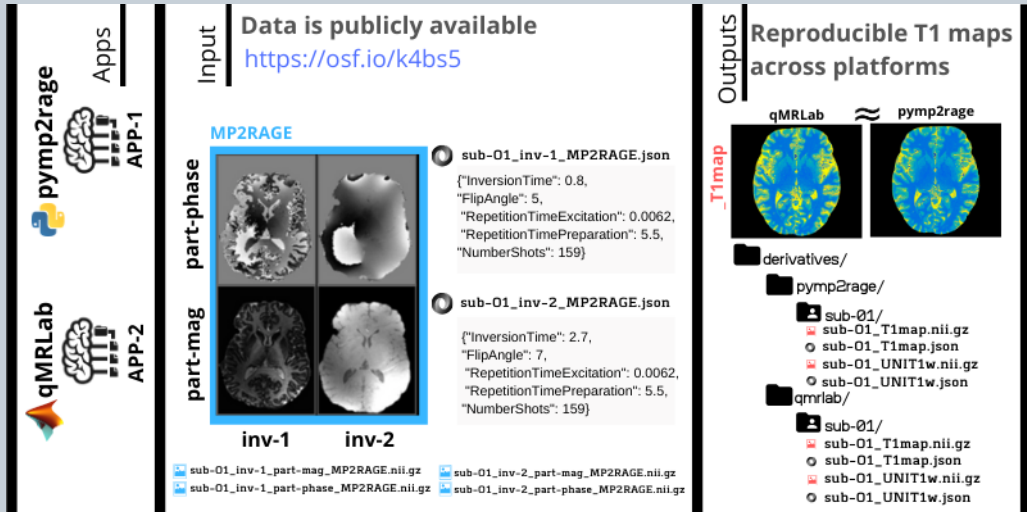 Apps
pymp2rage
APP-1
qMRLab
APP-2
Input
Data is publicly available
https://osf.io/k4bs5
MP2RAGE
part-phase
part-mag
inv-1
inv-2
sub-01_inv-1_MP2RAGE.json
{"InversionTime": 0.8,
"FlipAngle": 5,
"RepetitionTimeExcitation": 0.0062,
"RepetitionTimePreparation": 5.5,
"NumberShots": 159}
sub-01_inv-2_MP2RAGE.json
{"InversionTime": 2.7,
"FlipAngle": 7,
"RepetitionTimeExcitation": 0.0062,
"RepetitionTimePreparation": 5.5,
"NumberShots": 159}
sub-01_inv-1_part-mag_MP2RAGE.nii.gz
sub-01_inv-1_part-phase_MP2RAGE.nii.gz
sub-01_inv-2_part-mag_MP2RAGE.nii.gz
sub-01_inv-2_part-phase_MP2RAGE.nii.gz
Outputs
Reproducible T1 maps
across platforms
qMRLab ≈ pymp2rage
_T1map
derivatives/
pymp2rage/
sub-01/
sub-01_T1map.nii.gz
sub-01_T1map.json
sub-01_UNIT1w.nii.gz
sub-01_UNIT1w.json
qmrlab/
sub-01/
sub-01_T1map.nii.gz
sub-01_T1map.json
sub-01_UNIT1w.nii.gz
sub-01_UNIT1w.json